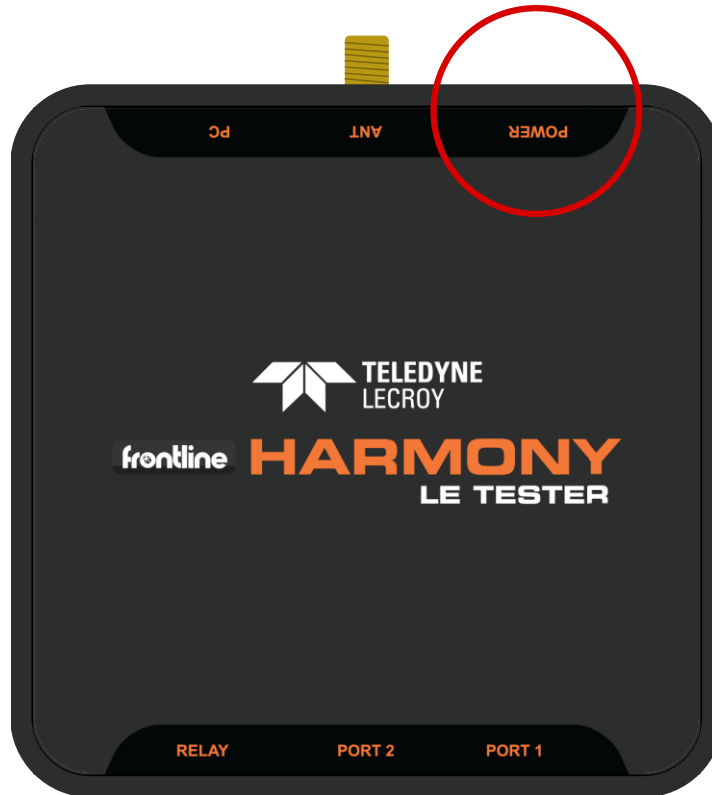 PC ANT POWER
TELEDYNE
LECROY
frontline HARMONY
LE TESTER
RELAY PORT 2 PORT 1